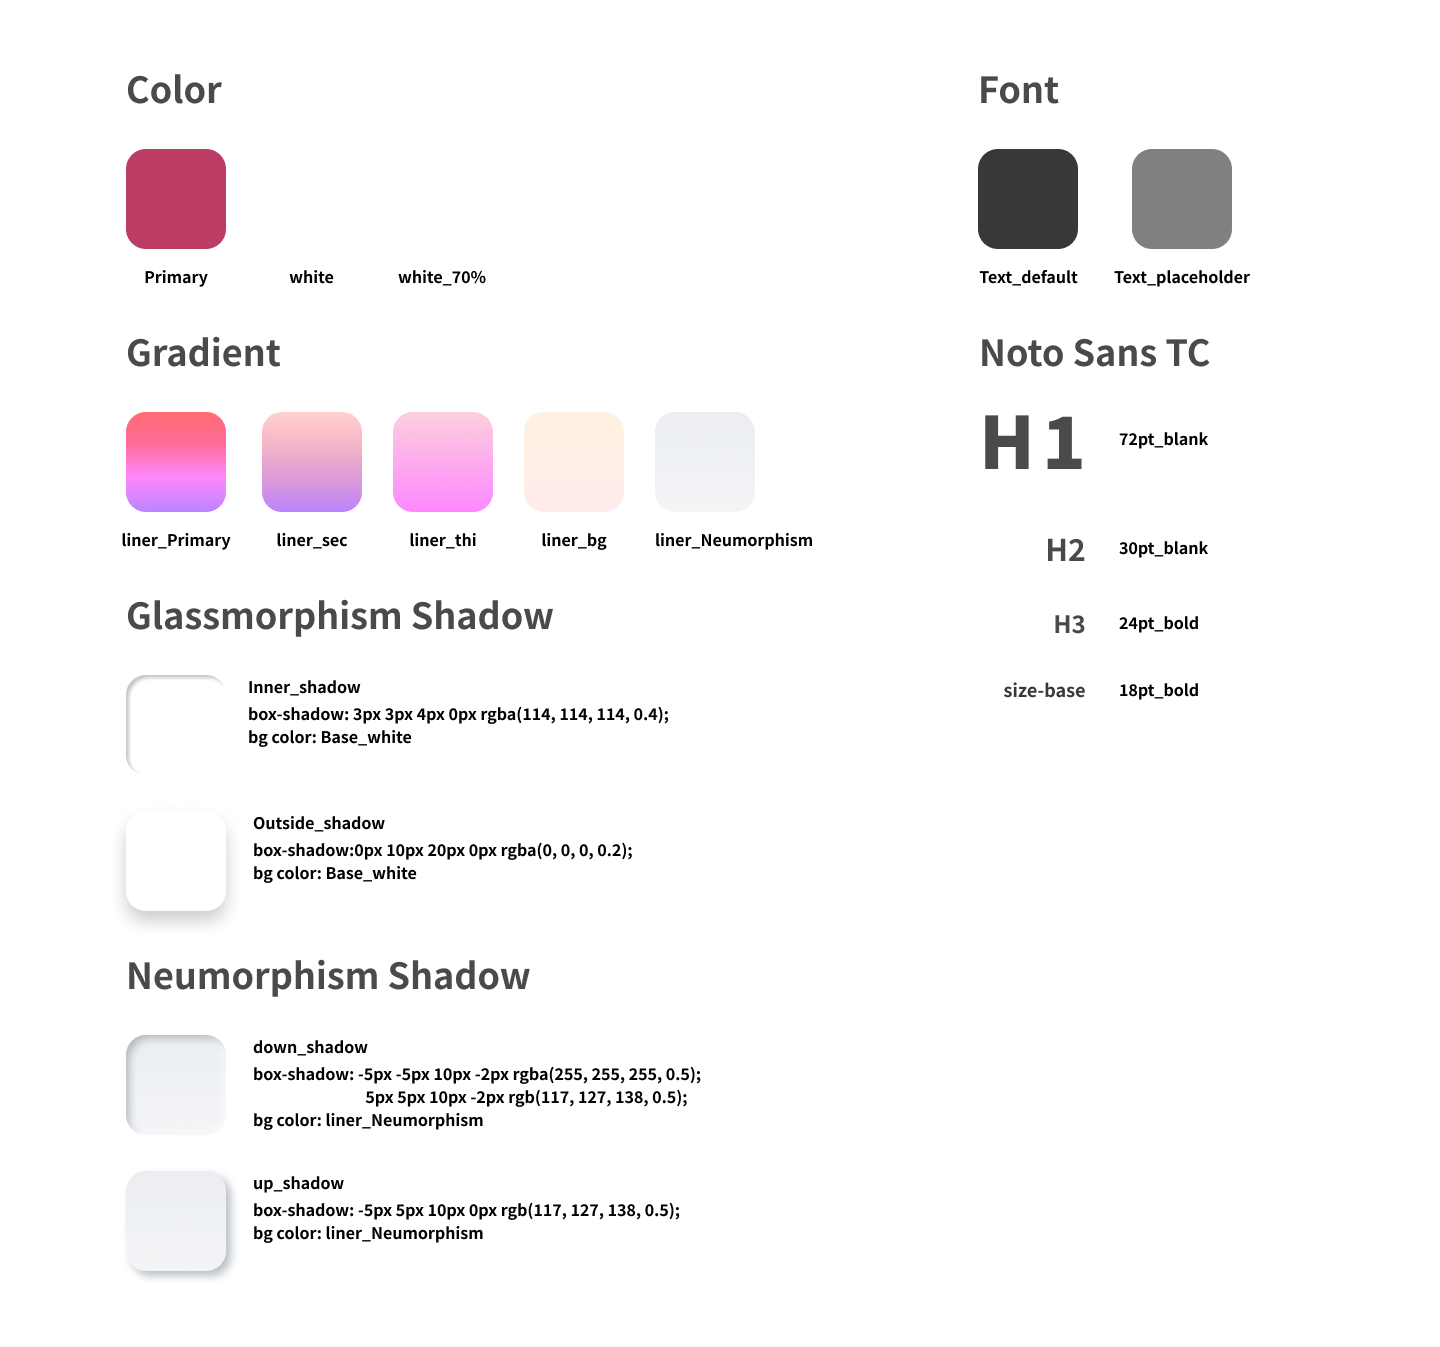 Color
Primary
white
white_70%
Gradient
liner_Primary
liner_sec
liner_thi
liner_bg
liner_Neumorphism
Glassmorphism Shadow
Inner_shadow
box-shadow: 3px 3px 4px 0px rgba(114, 114, 114, 0.4);
bg color: Base_white
Outside_shadow
box-shadow:0px 10px 20px 0px rgba(0, 0, 0, 0.2);
bg color: Base_white
Neumorphism Shadow
down_shadow
box-shadow: -5px -5px 10px -2px rgba(255, 255, 255, 0.5);
5px 5px 10px -2px rgb(117, 127, 138, 0.5);
bg color: liner_Neumorphism
up_shadow
box-shadow: -5px 5px 10px 0px rgb(117, 127, 138, 0.5);
bg color: liner_Neumorphism
Font
Text_default
Text_placeholder
Noto Sans TC
H1 72pt_blank
H2 30pt_blank
H3 24pt_bold
size-base 18pt_bold